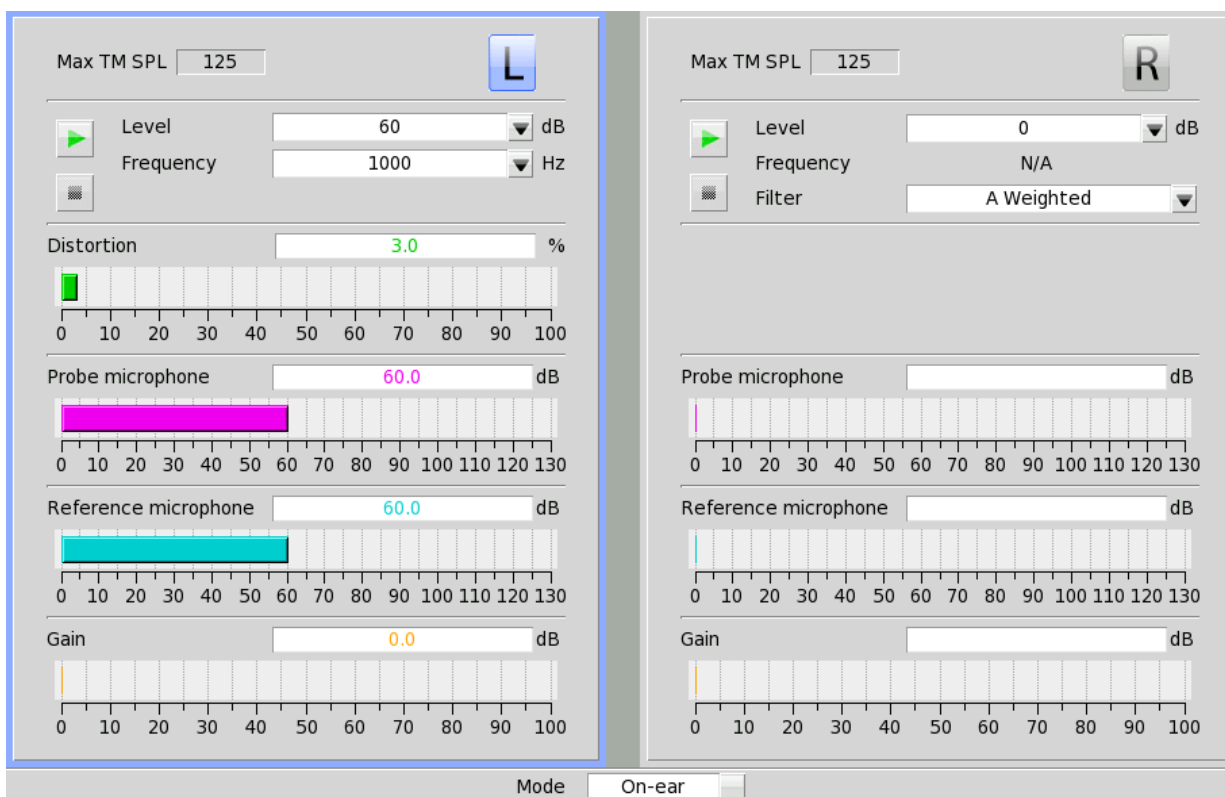 Max TM SPL 125 L
Level 60 dB
Frequency 1000 Hz
Distortion 3.0 %
0 10 20 30 40 50 60 70 80 90 100
Probe microphone 60.0 dB
0 10 20 30 40 50 60 70 80 90 100 110 120 130
Reference microphone 60.0 dB
0 10 20 30 40 50 60 70 80 90 100 110 120 130
Gain 0.0 dB
0 10 20 30 40 50 60 70 80 90 100
Max TM SPL 125 R
Level 0 dB
Frequency N/A
Filter A Weighted
Probe microphone dB
0 10 20 30 40 50 60 70 80 90 100 110 120 130
Reference microphone dB
0 10 20 30 40 50 60 70 80 90 100 110 120 130
Gain dB
0 10 20 30 40 50 60 70 80 90 100
Mode On-ear